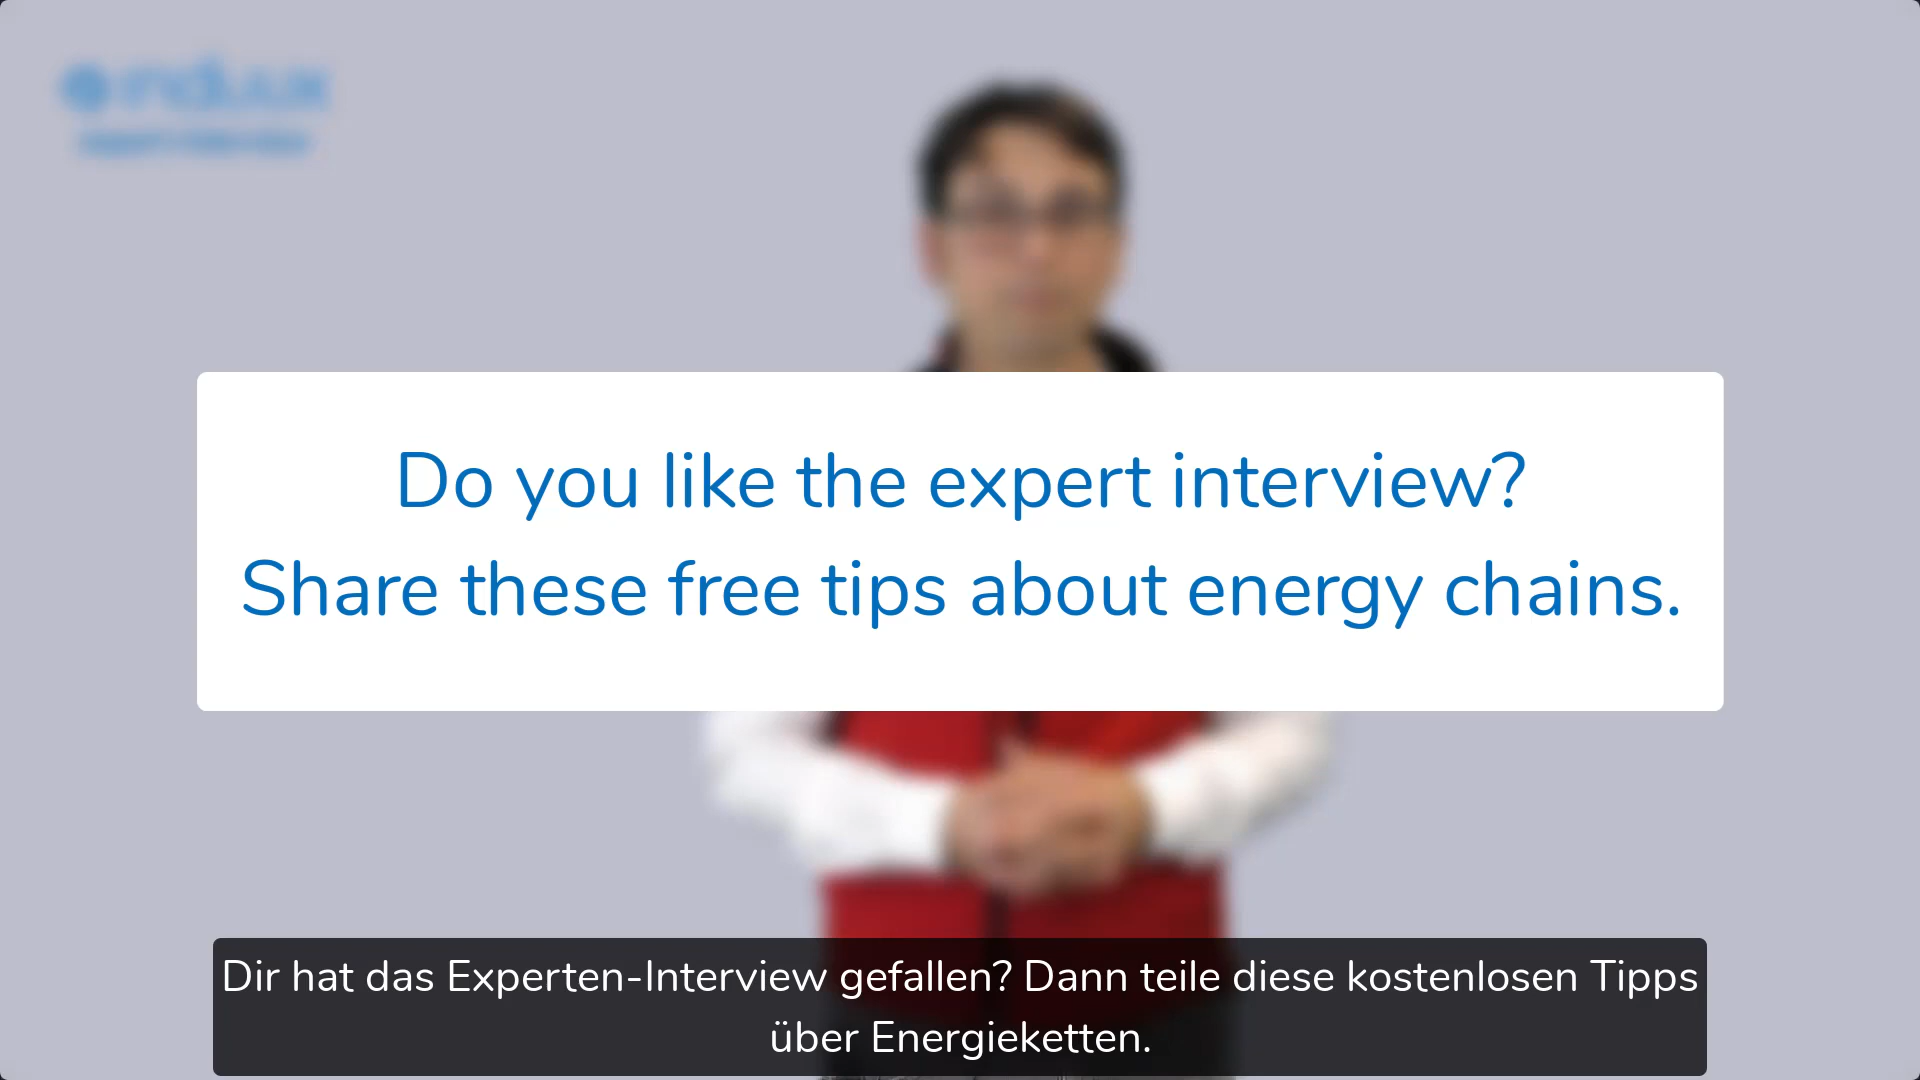 Do you like the expert interview?
Share these free tips about energy chains.
Dir hat das Experten-Interview gefallen? Dann teile diese kostenlosen Tipps
über Energieketten.